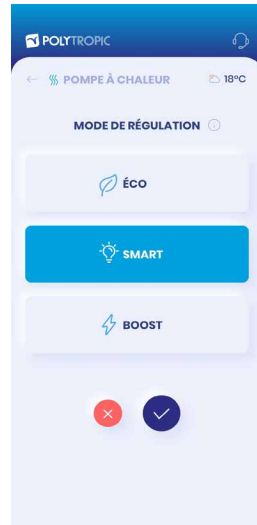 POLYTROPIC
POMPE À CHALEUR 18°C
MODE DE RÉGULATION
ÉCO
SMART
BOOST